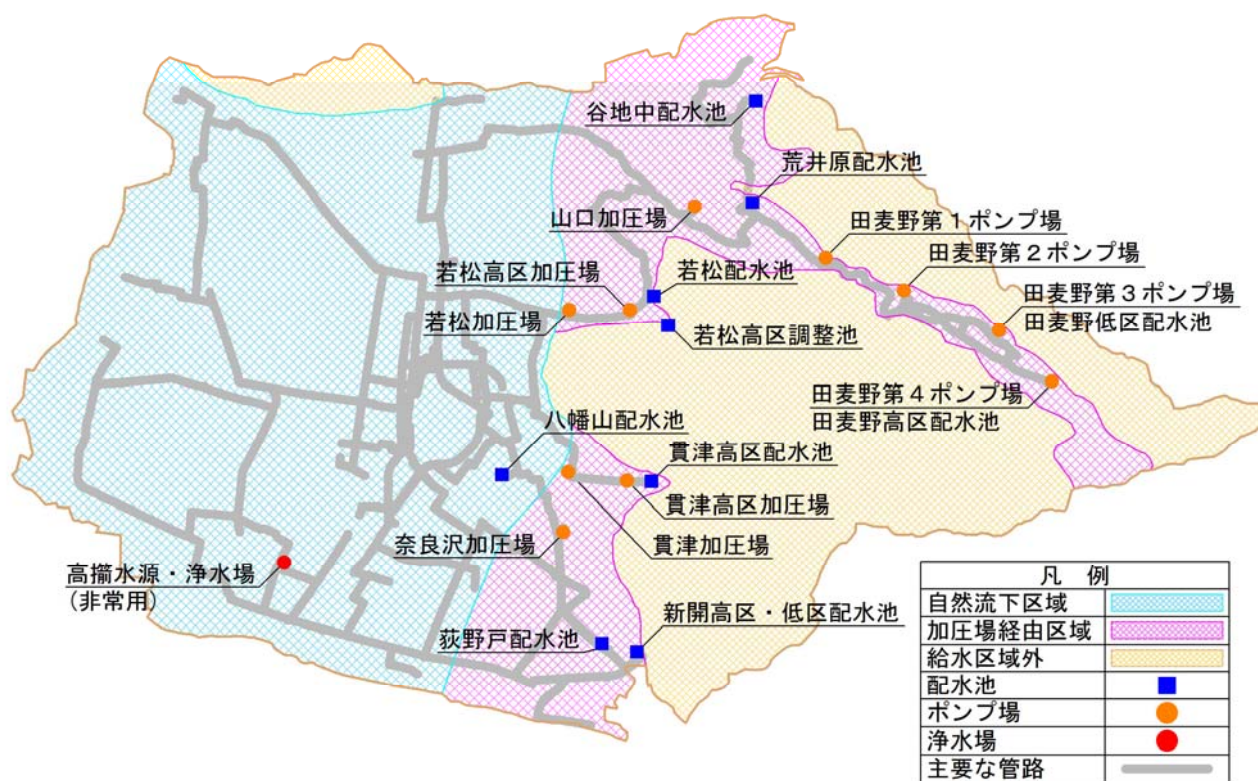 谷地中配水池
荒井原配水池
山口加圧場
田麦野第１ポンプ場
田麦野第２ポンプ場
若松高区加圧場
若松配水池
田麦野第３ポンプ場
田麦野低区配水池
若松加圧場
若松高区調整池
田麦野第４ポンプ場
田麦野高区配水池
八幡山配水池
貫津高区配水池
貫津高区加圧場
奈良沢加圧場
貫津加圧場
高擶水源・浄水場
(非常用)
新開高区・低区配水池
荻野戸配水池
凡 例
自然流下区域
加圧場経由区域
給水区域外
配水池
ポンプ場
浄水場
主要な管路